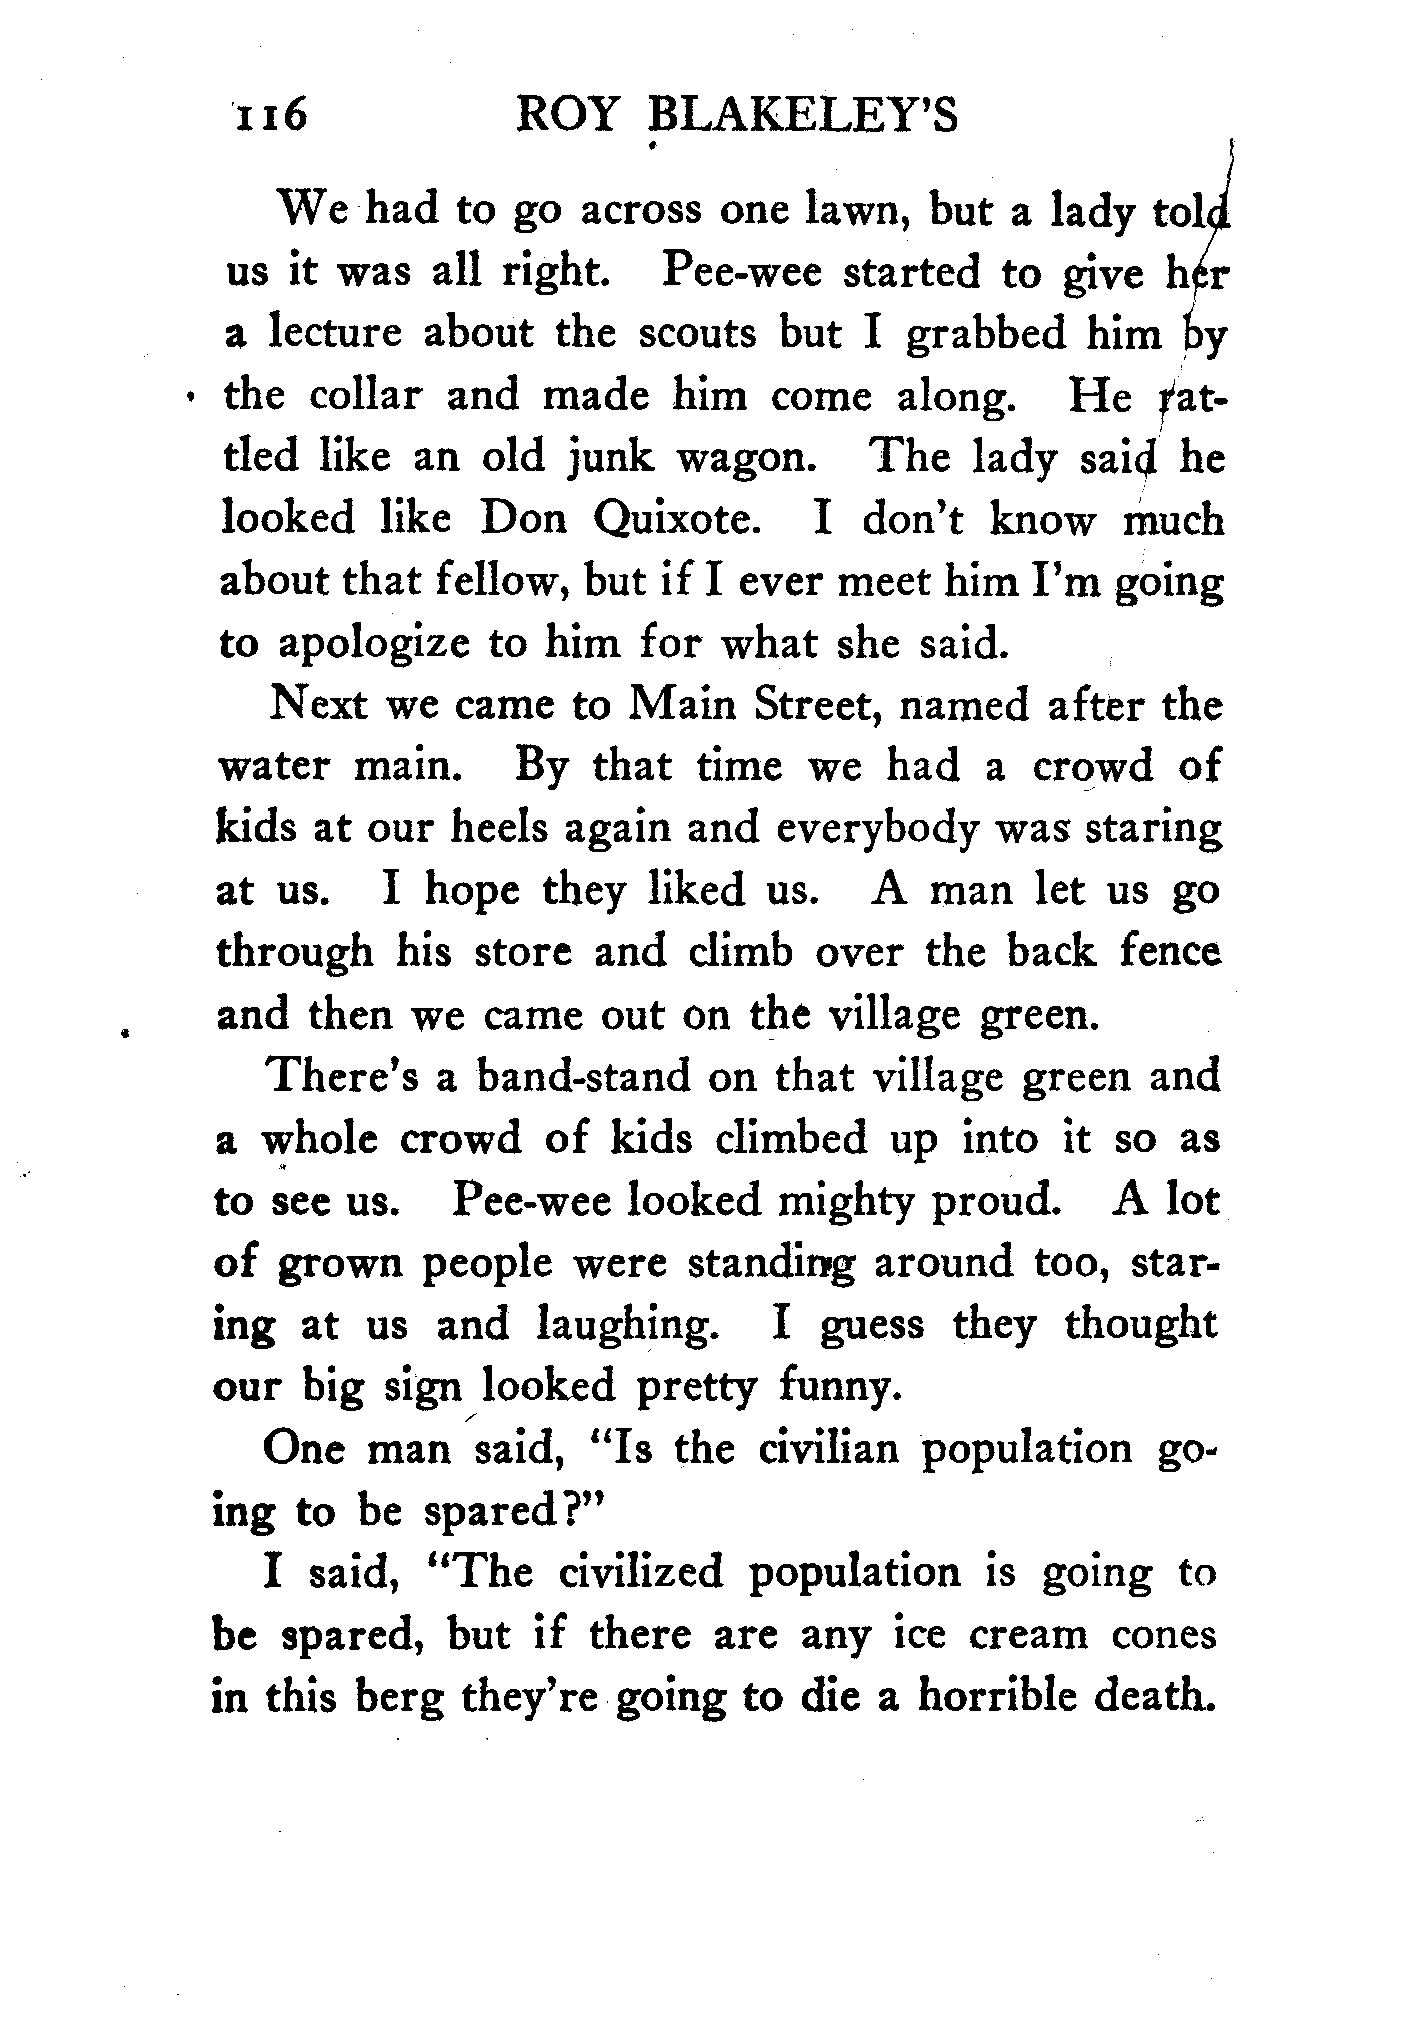 116 ROY BLAKELEY'S
We had to go across one lawn, but a lady told
us it was all right. Pee-wee started to give her
a lecture about the scouts but I grabbed him by
the collar and made him come along. He rat-
tled like an old junk wagon. The lady said he
looked like Don Quixote. I don't know much
about that fellow, but if I ever meet him I'm going
to apologize to him for what she said.
Next we came to Main Street, named after the
water main. By that time we had a crowd of
kids at our heels again and everybody was staring
at us. I hope they liked us. A man let us go
through his store and climb over the back fence
and then we came out on the village green.
There's a band-stand on that village green and
a whole crowd of kids climbed up into it so as
to see us. Pee-wee looked mighty proud. A lot
of grown people were standing around too, star-
ing at us and laughing. I guess they thought
our big sign looked pretty funny.
One man said, "Is the civilian population go-
ing to be spared?"
I said, "The civilized population is going to
be spared, but if there are any ice cream cones
in this berg they're going to die a horrible death.